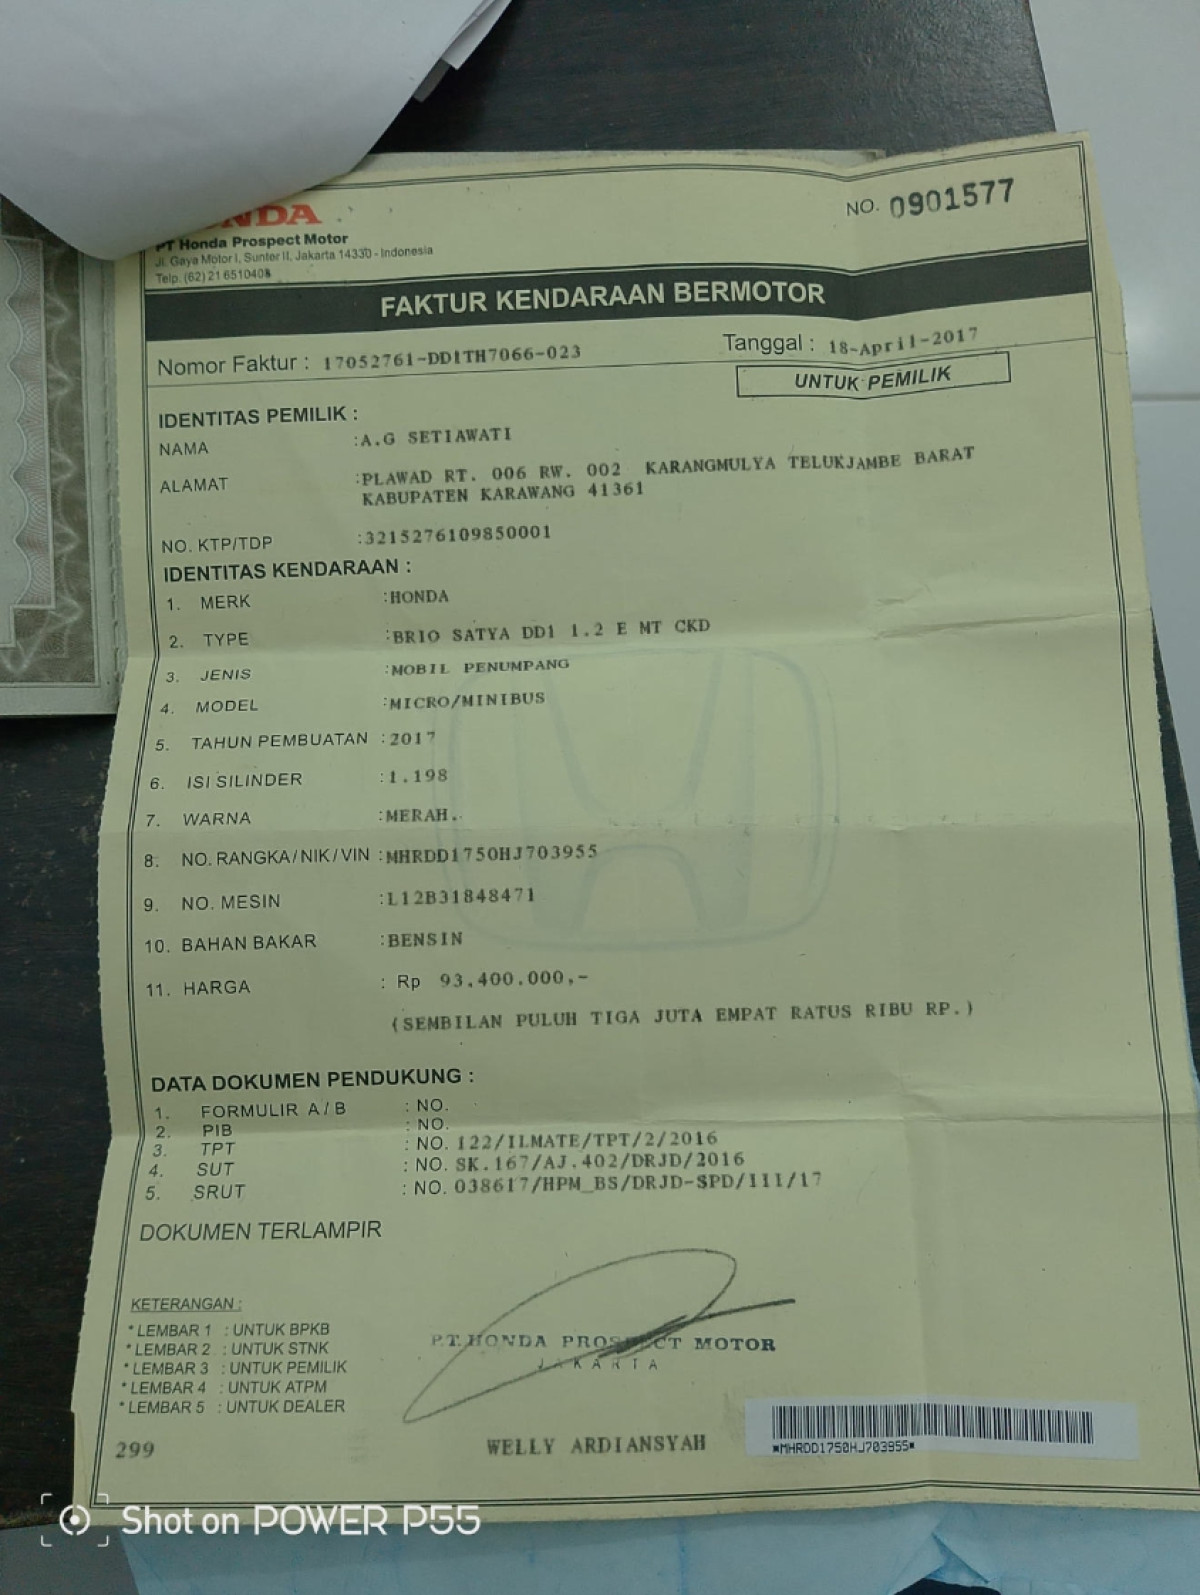 NDA
PT Honda Prospect Motor
Jl. Gaya Motor I, Sunter II, Jakarta 14330 - Indonesia
Telp. (62) 21 6510408
NO. 0901577
FAKTUR KENDARAAN BERMOTOR
Nomor Faktur : 17052761-DD1TH7066-023
Tanggal : 18-April-2017
UNTUK PEMILIK
IDENTITAS PEMILIK :
NAMA :A.G SETIAWATI
ALAMAT :PLAWAD RT. 006 RW. 002 KARANGMULYA TELUKJAMBE BARAT
KABUPATEN KARAWANG 41361
NO. KTP/TDP :3215276109850001
IDENTITAS KENDARAAN :
1. MERK :HONDA
2. TYPE :BRIO SATYA DD1 1.2 E MT CKD
3. JENIS :MOBIL PENUMPANG
4. MODEL :MICRO/MINIBUS
5. TAHUN PEMBUATAN :2017
6. ISI SILINDER :1.198
7. WARNA :MERAH.
8. NO. RANGKA/NIK/VIN :MHRDD1750HJ703955
9. NO. MESIN :L12B31848471
10. BAHAN BAKAR :BENSIN
11. HARGA : Rp 93.400.000,-
(SEMBILAN PULUH TIGA JUTA EMPAT RATUS RIBU RP.)
DATA DOKUMEN PENDUKUNG :
1. FORMULIR A/B : NO.
2. PIB : NO.
3. TPT : NO. 122/ILMATE/TPT/2/2016
4. SUT : NO. SK.167/AJ.402/DRJD/2016
5. SRUT : NO. 038617/HPM_BS/DRJD-SPD/III/17
DOKUMEN TERLAMPIR
KETERANGAN :
* LEMBAR 1 : UNTUK BPKB
* LEMBAR 2 : UNTUK STNK
* LEMBAR 3 : UNTUK PEMILIK
* LEMBAR 4 : UNTUK ATPM
* LEMBAR 5 : UNTUK DEALER
P.T. HONDA PROSPECT MOTOR
JAKARTA
WELLY ARDIANSYAH
299
*MHRDD1750HJ703955*
Shot on POWER P55